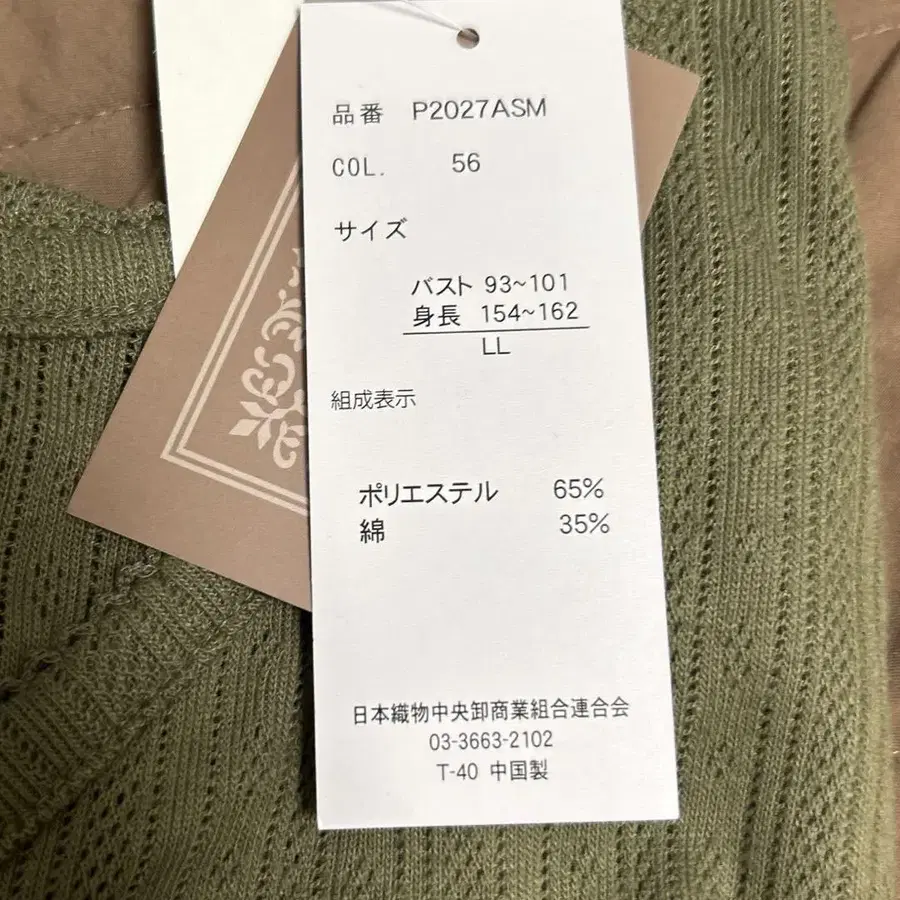 品番 P2027ASM
COL. 56
サイズ
バスト 93~101
身長 154~162
LL
組成表示
ポリエステル 65%
綿 35%
日本織物中央卸商業組合連合会
03-3663-2102
T-40 中国製